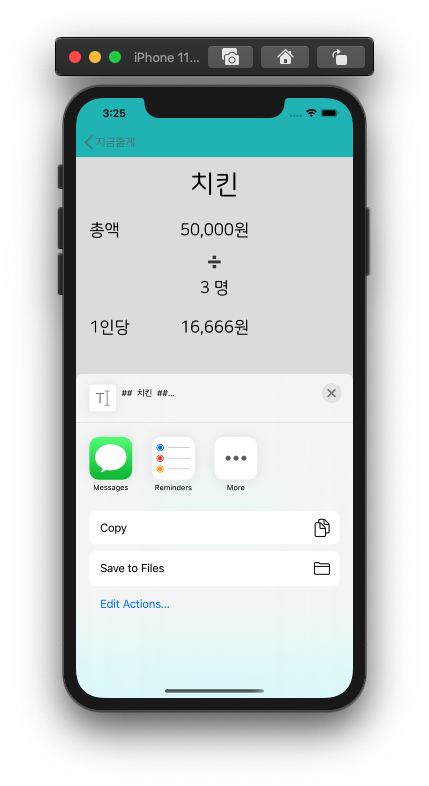 iPhone 11...
3:25
지금줄게
치킨
총액 50,000원
÷
3 명
1인당 16,666원
## 치킨 ##...
Messages Reminders More
Copy
Save to Files
Edit Actions...